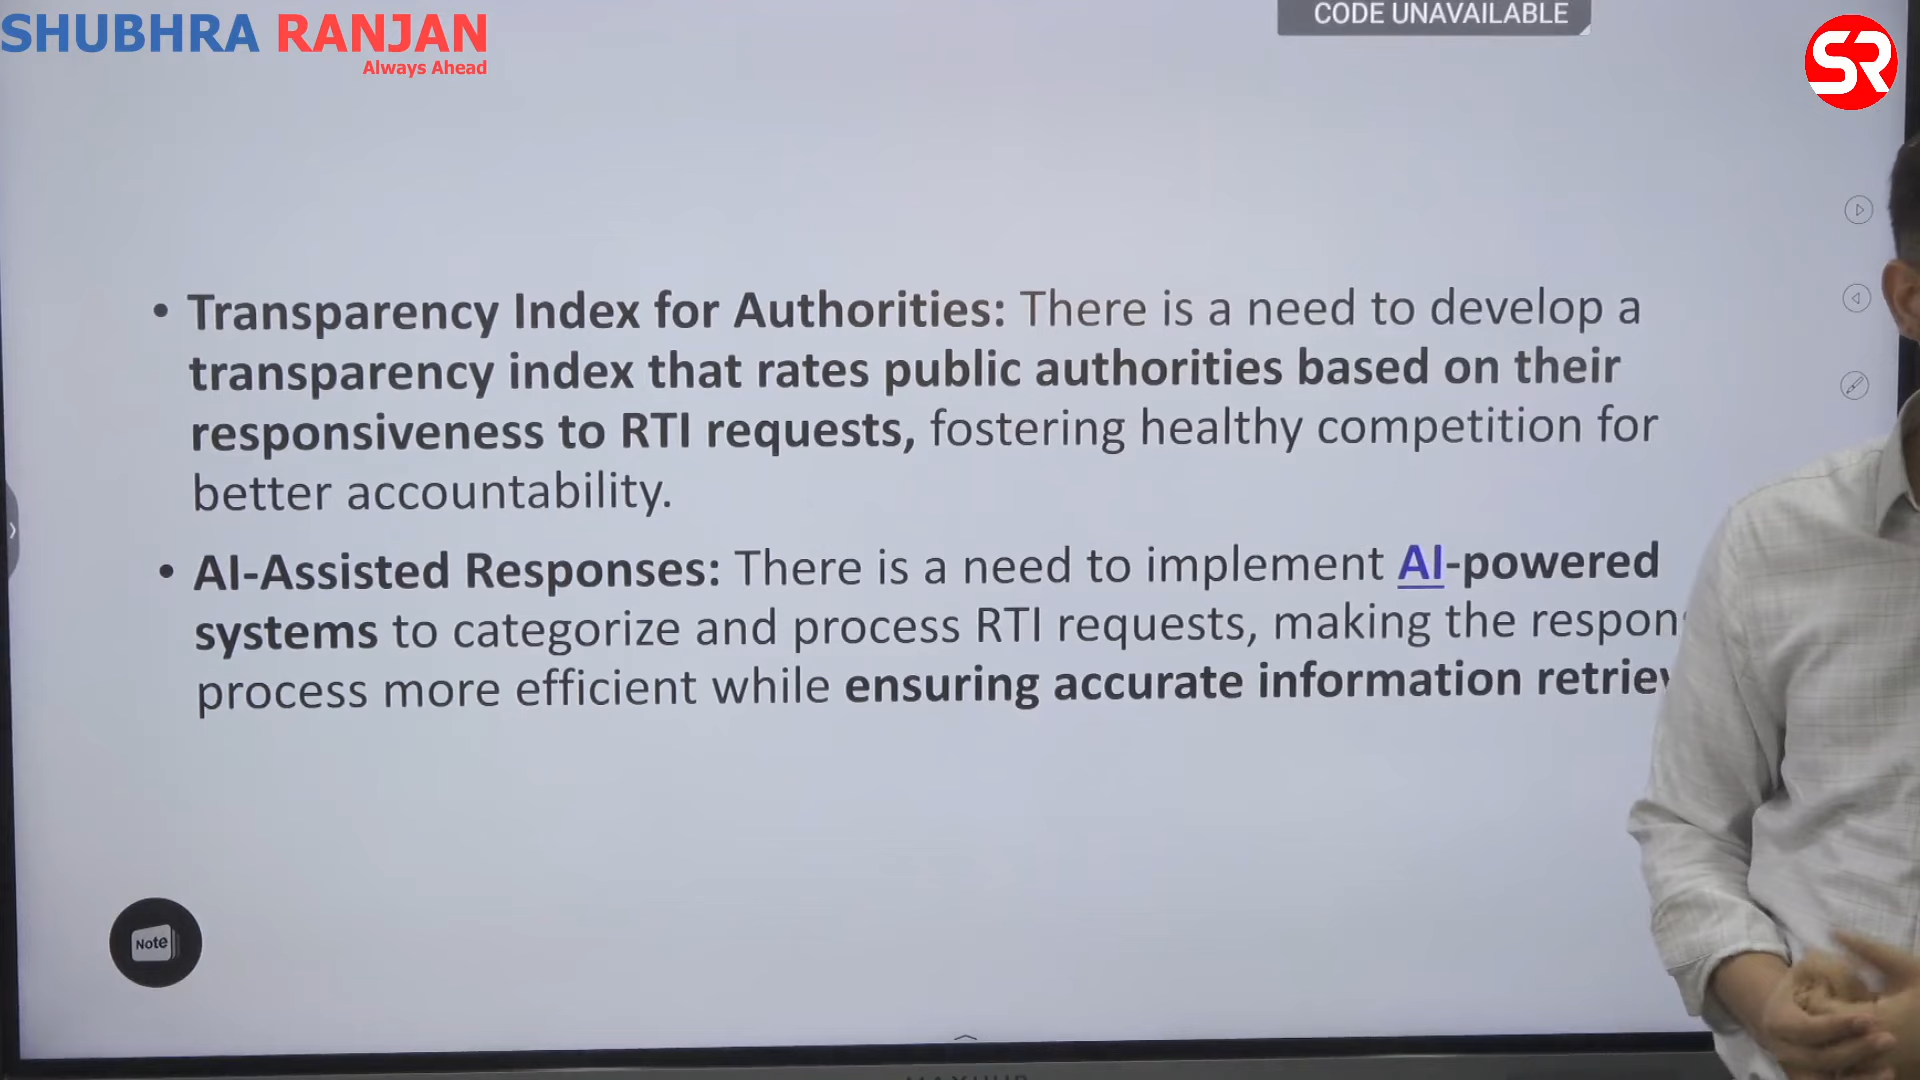 SHUBHRA RANJAN
Always Ahead
CODE UNAVAILABLE
SR
• Transparency Index for Authorities: There is a need to develop a
transparency index that rates public authorities based on their
responsiveness to RTI requests, fostering healthy competition for
better accountability.
• AI-Assisted Responses: There is a need to implement AI-powered
systems to categorize and process RTI requests, making the respon
process more efficient while ensuring accurate information retriev
Note